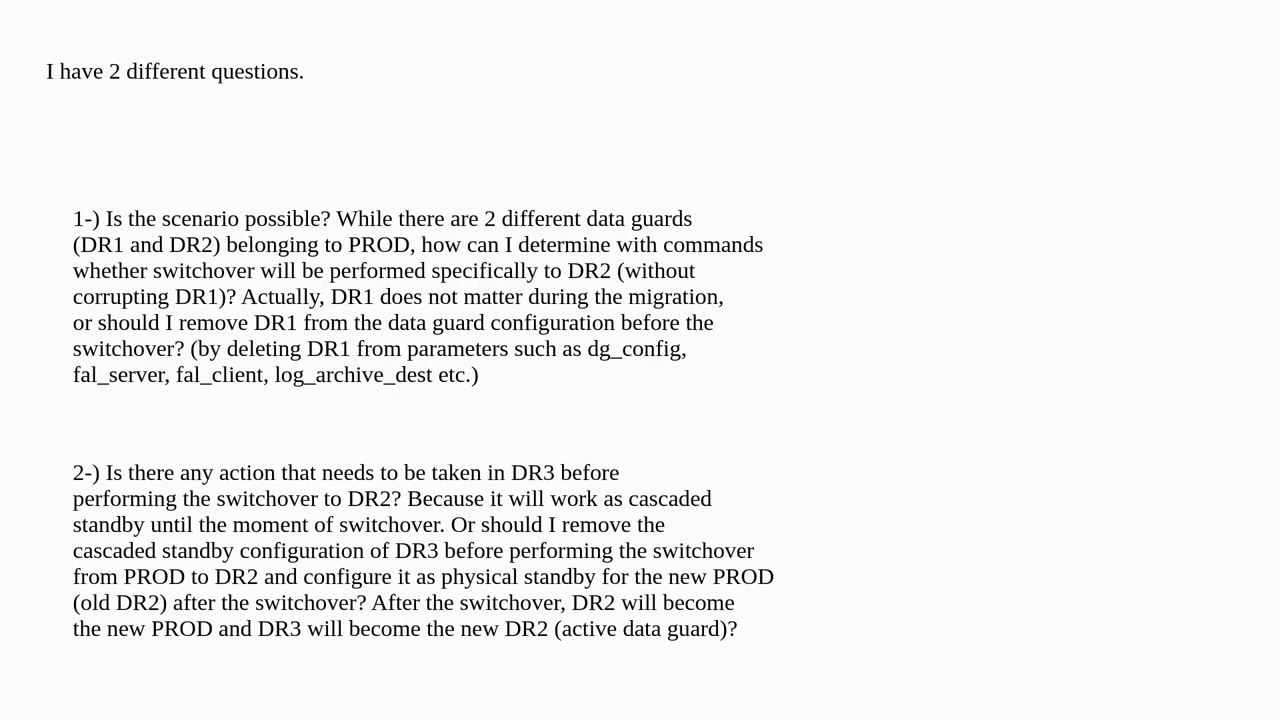 I have 2 different questions.
1-) Is the scenario possible? While there are 2 different data guards
(DR1 and DR2) belonging to PROD, how can I determine with commands
whether switchover will be performed specifically to DR2 (without
corrupting DR1)? Actually, DR1 does not matter during the migration,
or should I remove DR1 from the data guard configuration before the
switchover? (by deleting DR1 from parameters such as dg_config,
fal_server, fal_client, log_archive_dest etc.)
2-) Is there any action that needs to be taken in DR3 before
performing the switchover to DR2? Because it will work as cascaded
standby until the moment of switchover. Or should I remove the
cascaded standby configuration of DR3 before performing the switchover
from PROD to DR2 and configure it as physical standby for the new PROD
(old DR2) after the switchover? After the switchover, DR2 will become
the new PROD and DR3 will become the new DR2 (active data guard)?